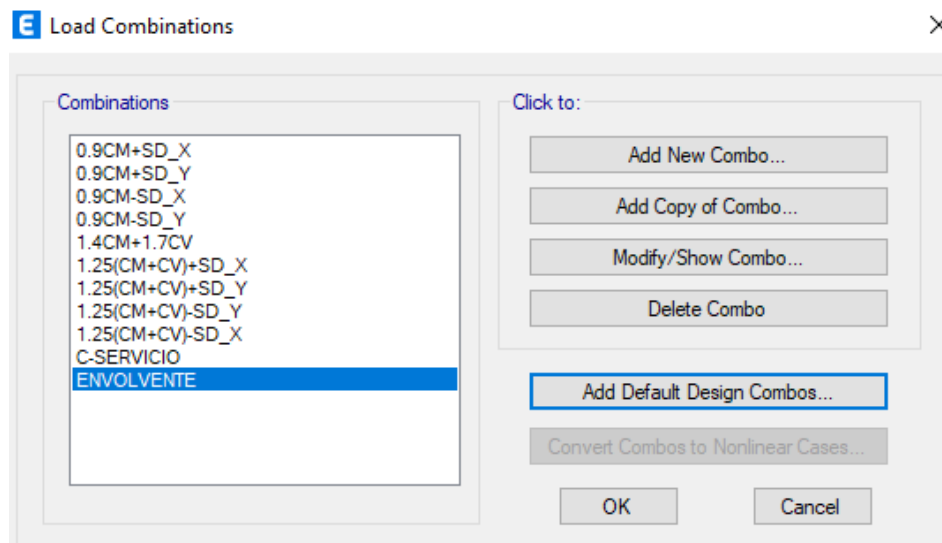 E Load Combinations
Combinations
0.9CM+SD_X
0.9CM+SD_Y
0.9CM-SD_X
0.9CM-SD_Y
1.4CM+1.7CV
1.25(CM+CV)+SD_X
1.25(CM+CV)+SD_Y
1.25(CM+CV)-SD_Y
1.25(CM+CV)-SD_X
C-SERVICIO
ENVOLVENTE
Click to:
Add New Combo...
Add Copy of Combo...
Modify/Show Combo...
Delete Combo
Add Default Design Combos...
Convert Combos to Nonlinear Cases...
OK
Cancel